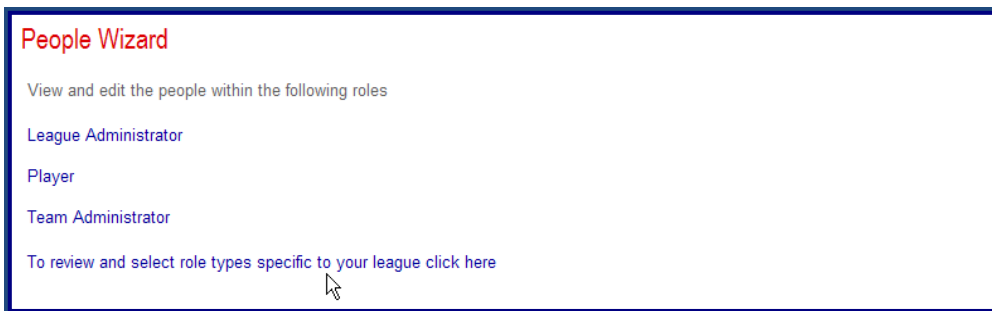 People Wizard
View and edit the people within the following roles
League Administrator
Player
Team Administrator
To review and select role types specific to your league click here